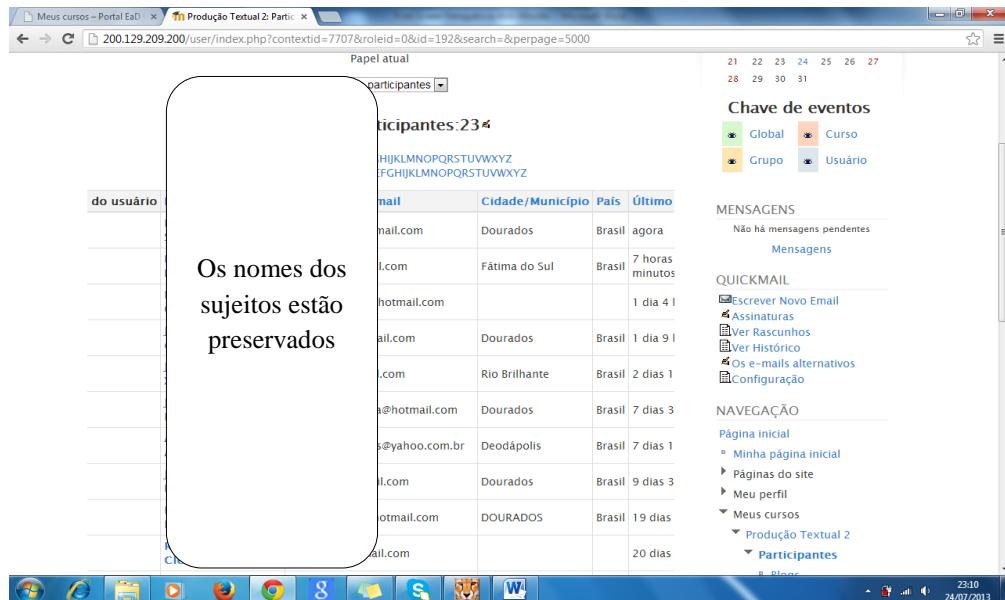 Meus cursos – Portal EaD
Produção Textual 2: Partic
200.129.209.200/user/index.php?contextid=7707&roleid=0&id=192&search=&perpage=5000
Papel atual
participantes
ticipantes:23
HIJKLMNOPQRSTUVWXYZ
EFGHIJKLMNOPQRSTUVWXYZ
do usuário mail Cidade/Município País Último
mail.com Dourados Brasil agora
l.com Fátima do Sul Brasil 7 horas
minutos
hotmail.com 1 dia 4
ail.com Dourados Brasil 1 dia 9
.com Rio Brilhante Brasil 2 dias 1
a@hotmail.com Dourados Brasil 7 dias 3
s@yahoo.com.br Deodápolis Brasil 7 dias 1
il.com Dourados Brasil 9 dias 3
otmail.com DOURADOS Brasil 19 dias
ail.com 20 dias
Os nomes dos
sujeitos estão
preservados
21 22 23 24 25 26 27
28 29 30 31
Chave de eventos
Global Curso
Grupo Usuário
MENSAGENS
Não há mensagens pendentes
Mensagens
QUICKMAIL
Escrever Novo Email
Assinaturas
Ver Rascunhos
Ver Histórico
Os e-mails alternativos
Configuração
NAVEGAÇÃO
Página inicial
Minha página inicial
Páginas do site
Meu perfil
Meus cursos
Produção Textual 2
Participantes
Blogs
23:10
24/07/2013